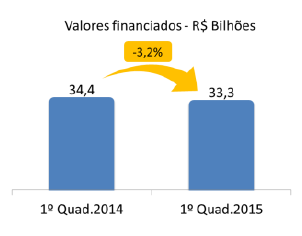 Valores financiados - R$ Bilhões
-3,2%
34,4
33,3
1º Quad.2014
1º Quad.2015